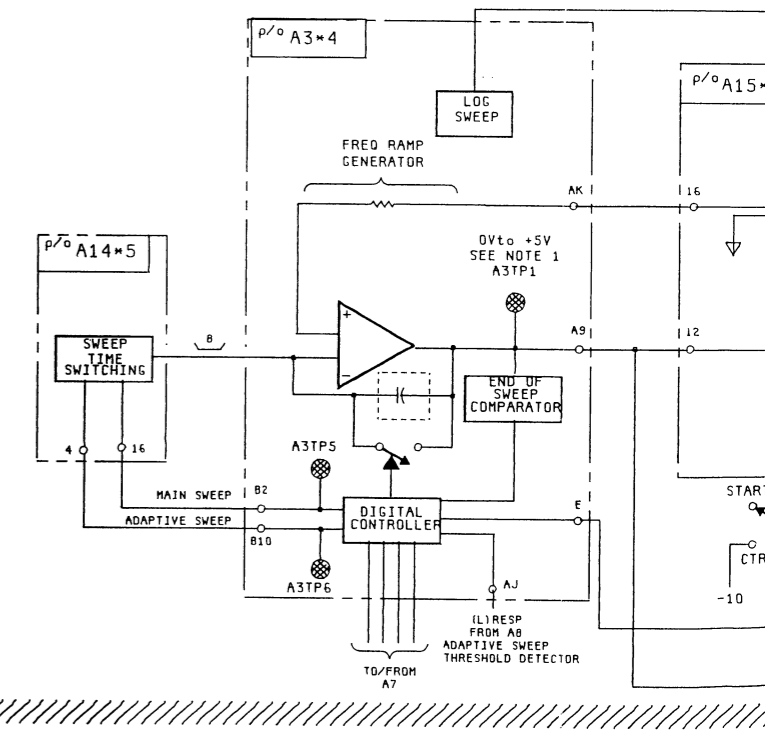 P/O A3*4
P/O A15*
LOG
SWEEP
FREQ RAMP
GENERATOR
AK
16
0Vto +5V
SEE NOTE 1
A3TP1
P/O A14*5
A9
12
8
+
−
SWEEP
TIME
SWITCHING
END OF
SWEEP
COMPARATOR
4
16
A3TP5
MAIN SWEEP
B2
ADAPTIVE SWEEP
B10
DIGITAL
CONTROLLER
E
START
CTR
-10
A3TP6
AJ
(L)RESP
FROM A8
ADAPTIVE SWEEP
THRESHOLD DETECTOR
TO/FROM
A7